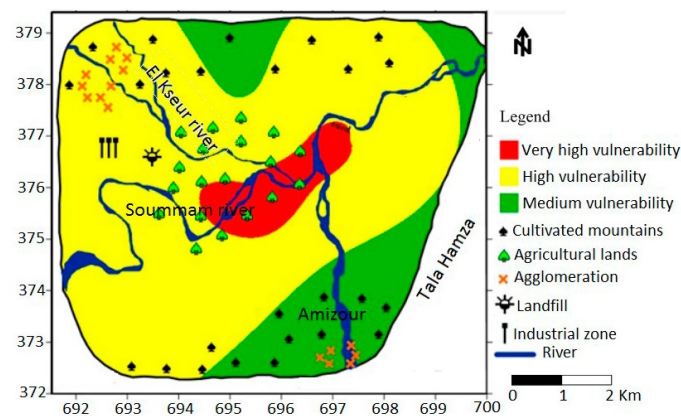 379
378
377
376
375
374
373
372
692 693 694 695 696 697 698 699 700
El Kseur river
Soummam river
Amizour
Tala Hamza
N
Legend
Very high vulnerability
High vulnerability
Medium vulnerability
Cultivated mountains
Agricultural lands
Agglomeration
Landfill
Industrial zone
River
0 1 2 Km